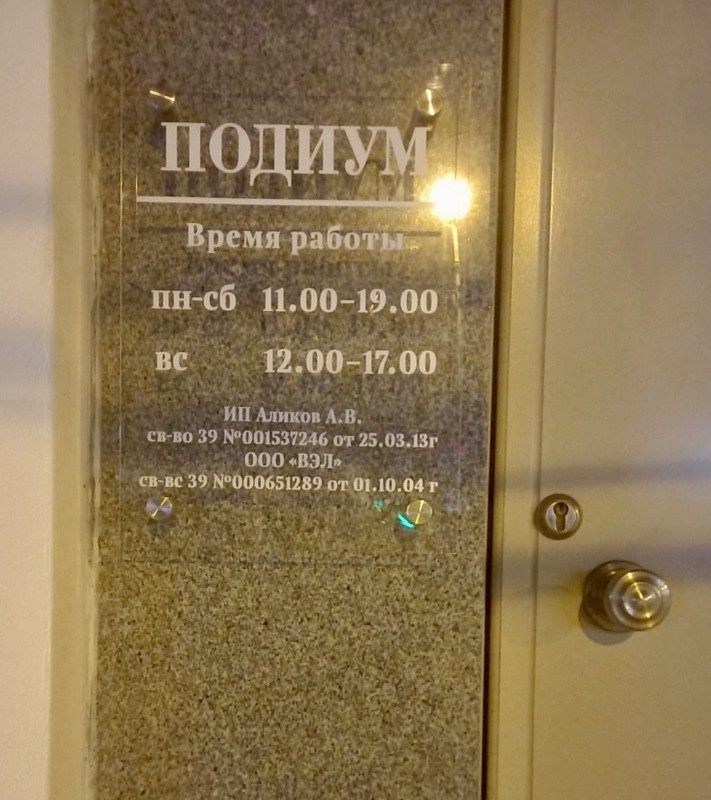 ПОДИУМ
Время работы
пн-сб 11.00-19.00
вс 12.00-17.00
ИП Аликов А.В.
св-во 39 №001537246 от 25.03.13г
ООО «ВЭЛ»
св-вс 39 №000651289 от 01.10.04 г